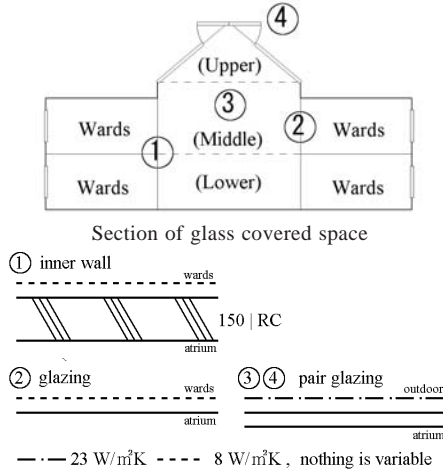 ④
(Upper)
③
②
Wards
Wards
①
(Middle)
Wards
(Lower)
Wards
Section of glass covered space
① inner wall
wards
150 | RC
atrium
② glazing
③④ pair glazing
wards
outdoor
atrium
atrium
23 W/㎡K
8 W/㎡K , nothing is variable